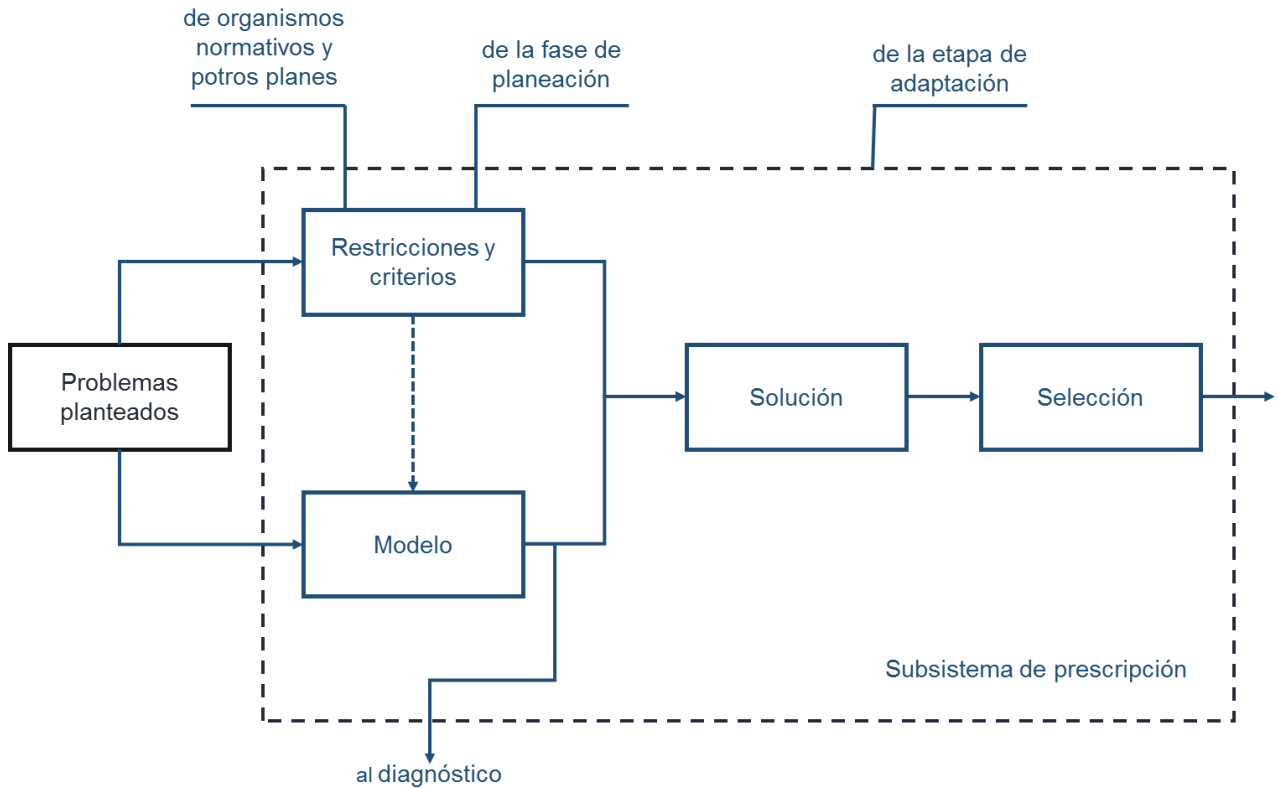 de organismos
normativos y
potros planes
de la fase de
planeación
de la etapa de
adaptación
Restricciones y
criterios
Problemas
planteados
Solución
Selección
Modelo
Subsistema de prescripción
al diagnóstico